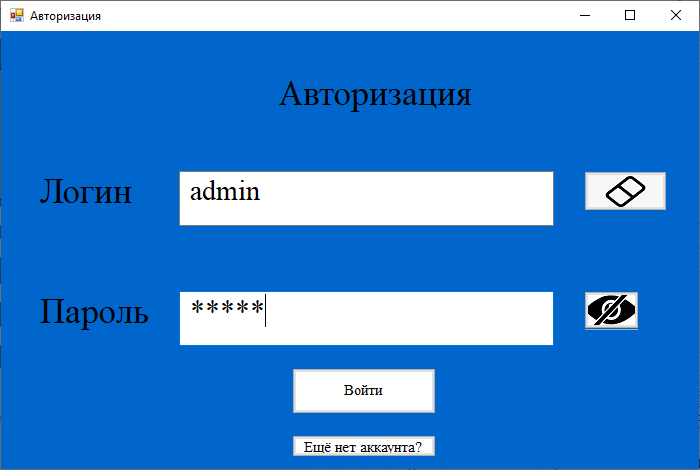 Авторизация
Авторизация
Логин
admin
Пароль
*****
Войти
Ещё нет аккаунта?